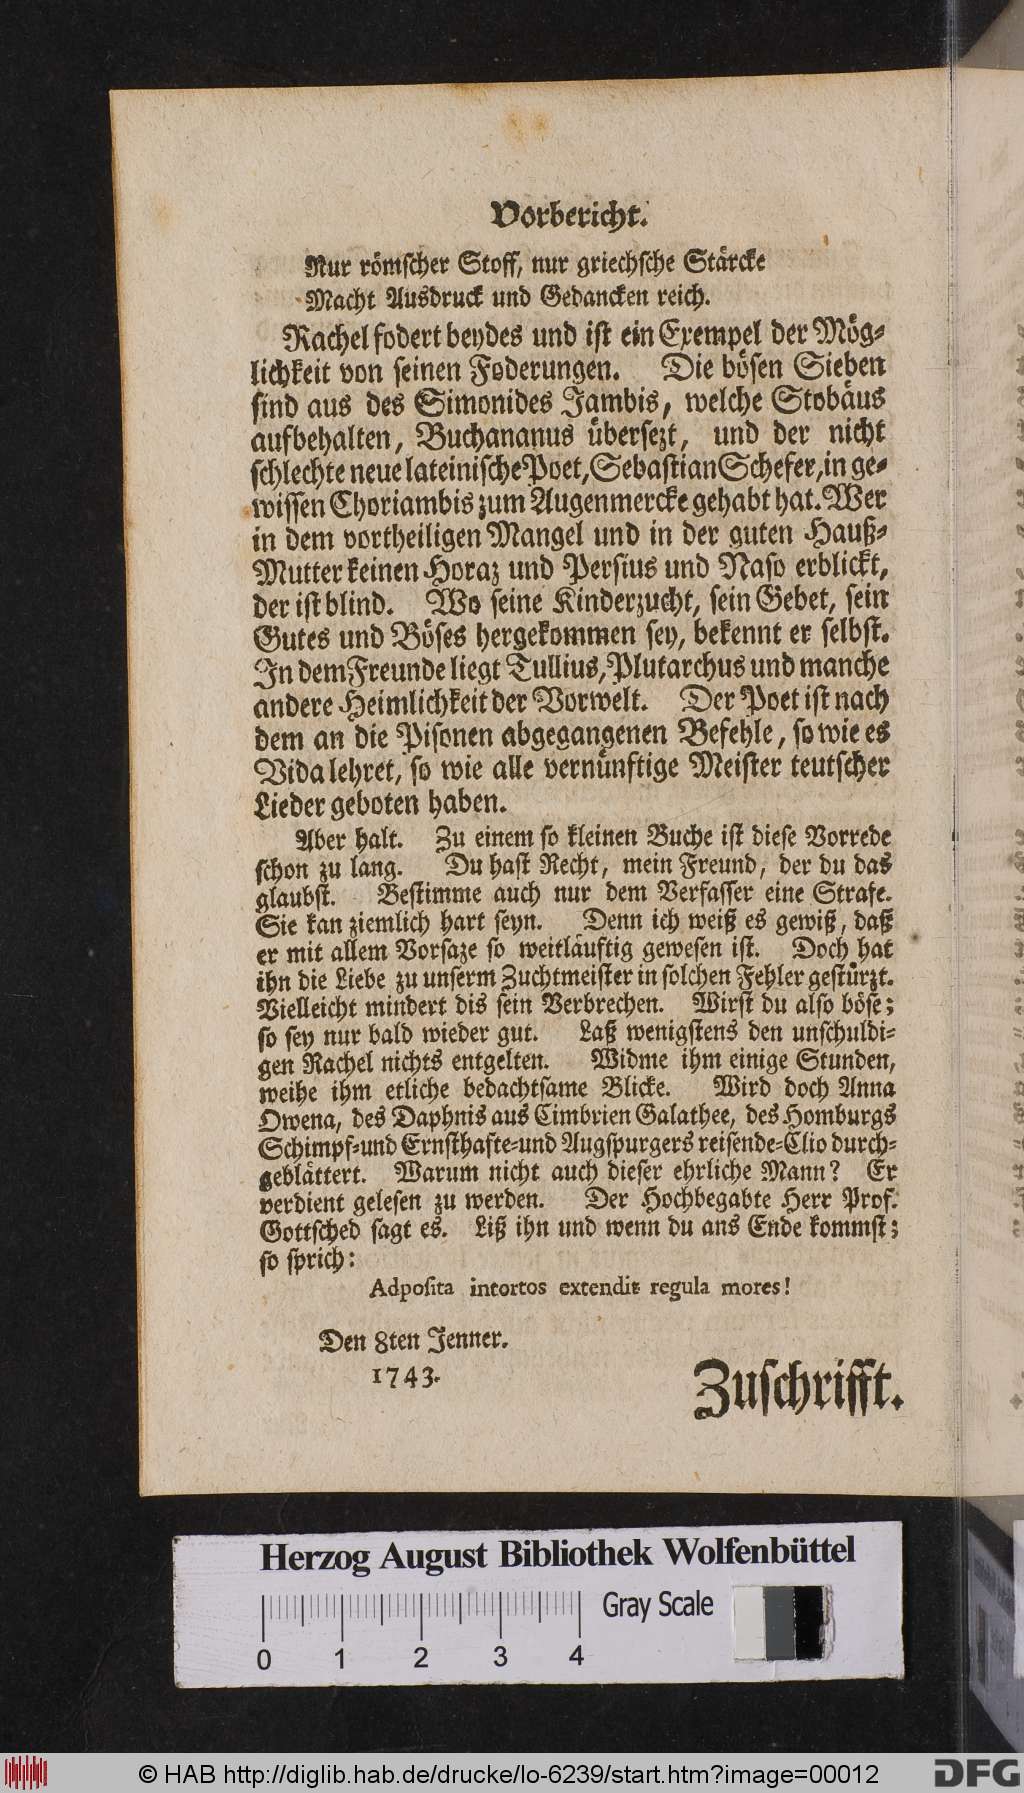 Vorbericht.
Nur römscher Stoff, nur griechsche Stärcke
Macht Ausdruck und Gedancken reich.
Rachel fodert beydes und ist ein Exempel der Mög-
lichkeit von seinen Foderungen. Die bösen Sieben
sind aus des Simonides Jambis, welche Stobäus
aufbehalten, Buchananus übersezt, und der nicht
schlechte neue lateinische Poet, Sebastian Schefer, in ge-
wissen Choriambis zum Augenmercke gehabt hat. Wer
in dem vortheiligen Mangel und in der guten Hauß-
Mutter keinen Horaz und Persius und Naso erblickt,
der ist blind. Wo seine Kinderzucht, sein Gebet, sein
Gutes und Böses hergekommen sey, bekennt er selbst.
In dem Freunde liegt Tullius, Plutarchus und manche
andere Heimlichkeit der Vorwelt. Der Poet ist nach
dem an die Pisonen abgegangenen Befehle, so wie es
Vida lehret, so wie alle vernünftige Meister teutscher
Lieder geboten haben.
Aber halt. Zu einem so kleinen Buche ist diese Vorrede
schon zu lang. Du hast Recht, mein Freund, der du das
glaubst. Bestimme auch nur dem Verfasser eine Strafe.
Sie kan ziemlich hart seyn. Denn ich weiß es gewiß, daß
er mit allem Vorsaze so weitläuftig gewesen ist. Doch hat
ihn die Liebe zu unserm Zuchtmeister in solchen Fehler gestürzt.
Vielleicht mindert dis sein Verbrechen. Wirst du also böse;
so sey nur bald wieder gut. Laß wenigstens den unschuldi-
gen Rachel nichts entgelten. Widme ihm einige Stunden,
weihe ihm etliche bedachtsame Blicke. Wird doch Anna
Owena, des Daphnis aus Cimbrien Galathee, des Homburgs
Schimpf-und Ernsthafte-und Augspurgers reisende-Clio durch-
geblättert. Warum nicht auch dieser ehrliche Mann? Er
verdient gelesen zu werden. Der Hochbegabte Herr Prof.
Gottsched sagt es. Liß ihn und wenn du ans Ende kommst;
so sprich:
Adposita intortos extendit regula mores!
Den 8ten Jenner.
1743.
Zuschrifft.
Herzog August Bibliothek Wolfenbüttel
Gray Scale
0 1 2 3 4
© HAB http://diglib.hab.de/drucke/lo-6239/start.htm?image=00012
DFG